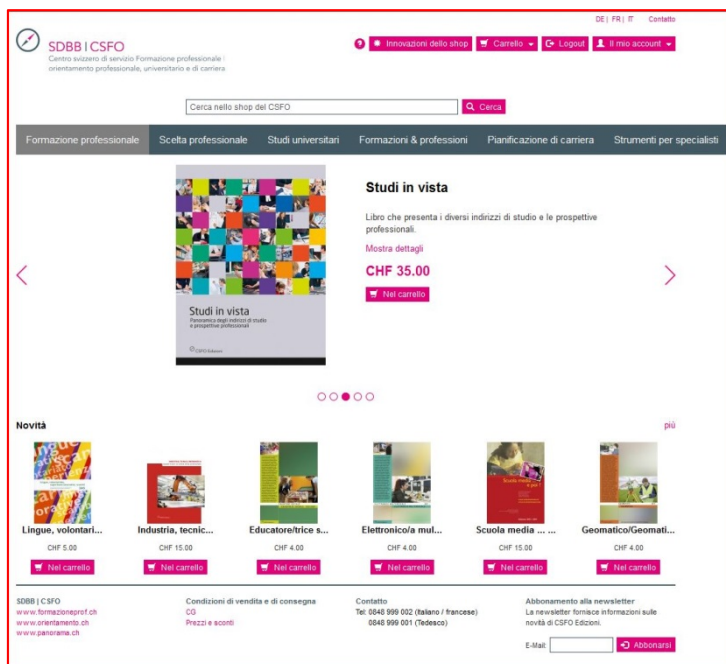 DE | FR | IT Contatto
SDBB | CSFO
Centro svizzero di servizio Formazione professionale |
orientamento professionale, universitario e di carriera
? Innovazioni dello shop Carrello Logout Il mio account
Cerca nello shop del CSFO Cerca
Formazione professionale Scelta professionale Studi universitari Formazioni & professioni Pianificazione di carriera Strumenti per specialisti
Studi in vista
Libro che presenta i diversi indirizzi di studio e le prospettive
professionali.
Mostra dettagli
CHF 35.00
Nel carrello
Studi in vista
Panoramica degli indirizzi di studio
e prospettive professionali
CSFO Edizioni
Novità più
Scuola media ...
e poi?
Lingue, volontari... Industria, tecnic... Educatore/trice s... Elettronico/a mul... Scuola media ... ... Geomatico/Geomati...
CHF 5.00 CHF 15.00 CHF 4.00 CHF 4.00 CHF 15.00 CHF 4.00
Nel carrello Nel carrello Nel carrello Nel carrello Nel carrello Nel carrello
SDBB | CSFO Condizioni di vendita e di consegna Contatto Abbonamento alla newsletter
www.formazioneprof.ch CG Tel: 0848 999 002 (Italiano / francese) La newsletter fornisce informazioni sulle
www.orientamento.ch Prezzi e sconti 0848 999 001 (Tedesco) novità di CSFO Edizioni.
www.panorama.ch
E-Mail: Abbonarsi